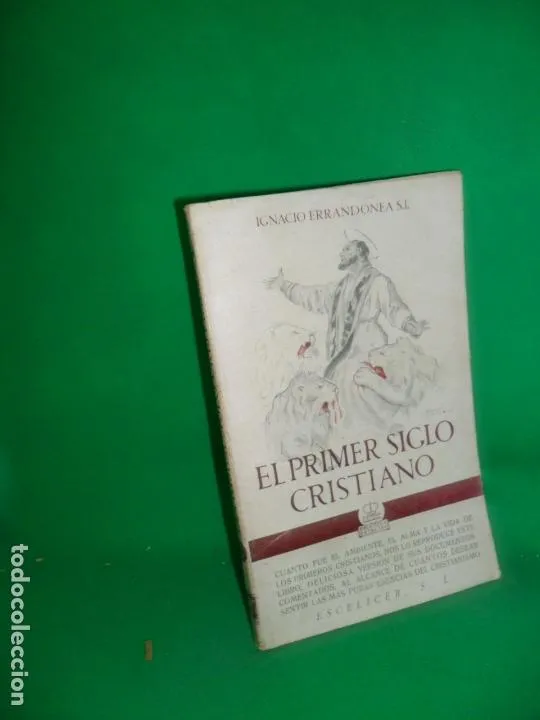 IGNACIO ERRANDONEA S.I.
EL PRIMER SIGLO
CRISTIANO
CUANTO FUE EL AMBIENTE, EL ALMA Y LA VIDA DE
LOS PRIMEROS CRISTIANOS, NOS LO REPRODUCE ESTE
LIBRO, DELICIOSA VERSION DE SUS DOCUMENTOS
COMENTADOS, AL ALCANCE DE CUANTOS DESEAN
SENTIR LAS MAS PURAS ESENCIAS DEL CRISTIANISMO
ESCELICER, S. L.
todocoleccion.net